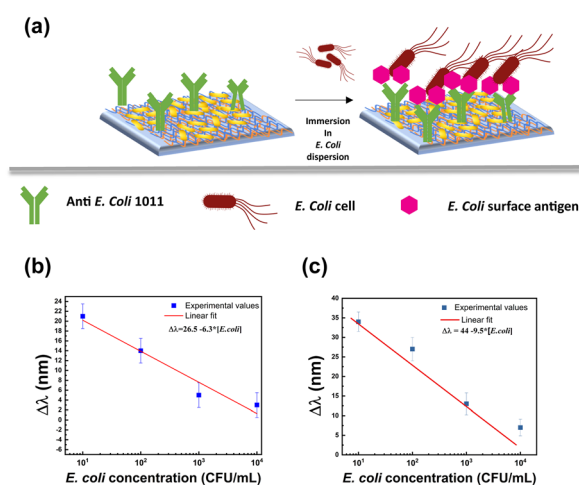 (a)
Immersion
In
E. Coli
dispersion
Anti E. Coli 1011
E. Coli cell
E. Coli surface antigen
(b)
24
22
20
18
16
14
12
10
8
6
4
2
0
-2
-4
-6
Δλ (nm)
Experimental values
Linear fit
Δλ=26.5 -6.3*[E.coli]
10¹ 10² 10³ 10⁴
E. coli concentration (CFU/mL)
(c)
40
35
30
25
20
15
10
5
0
Δλ (nm)
Experimental values
Linear fit
Δλ = 44 -9.5*[E.coli]
10¹ 10² 10³ 10⁴
E. coli concentration (CFU/mL)